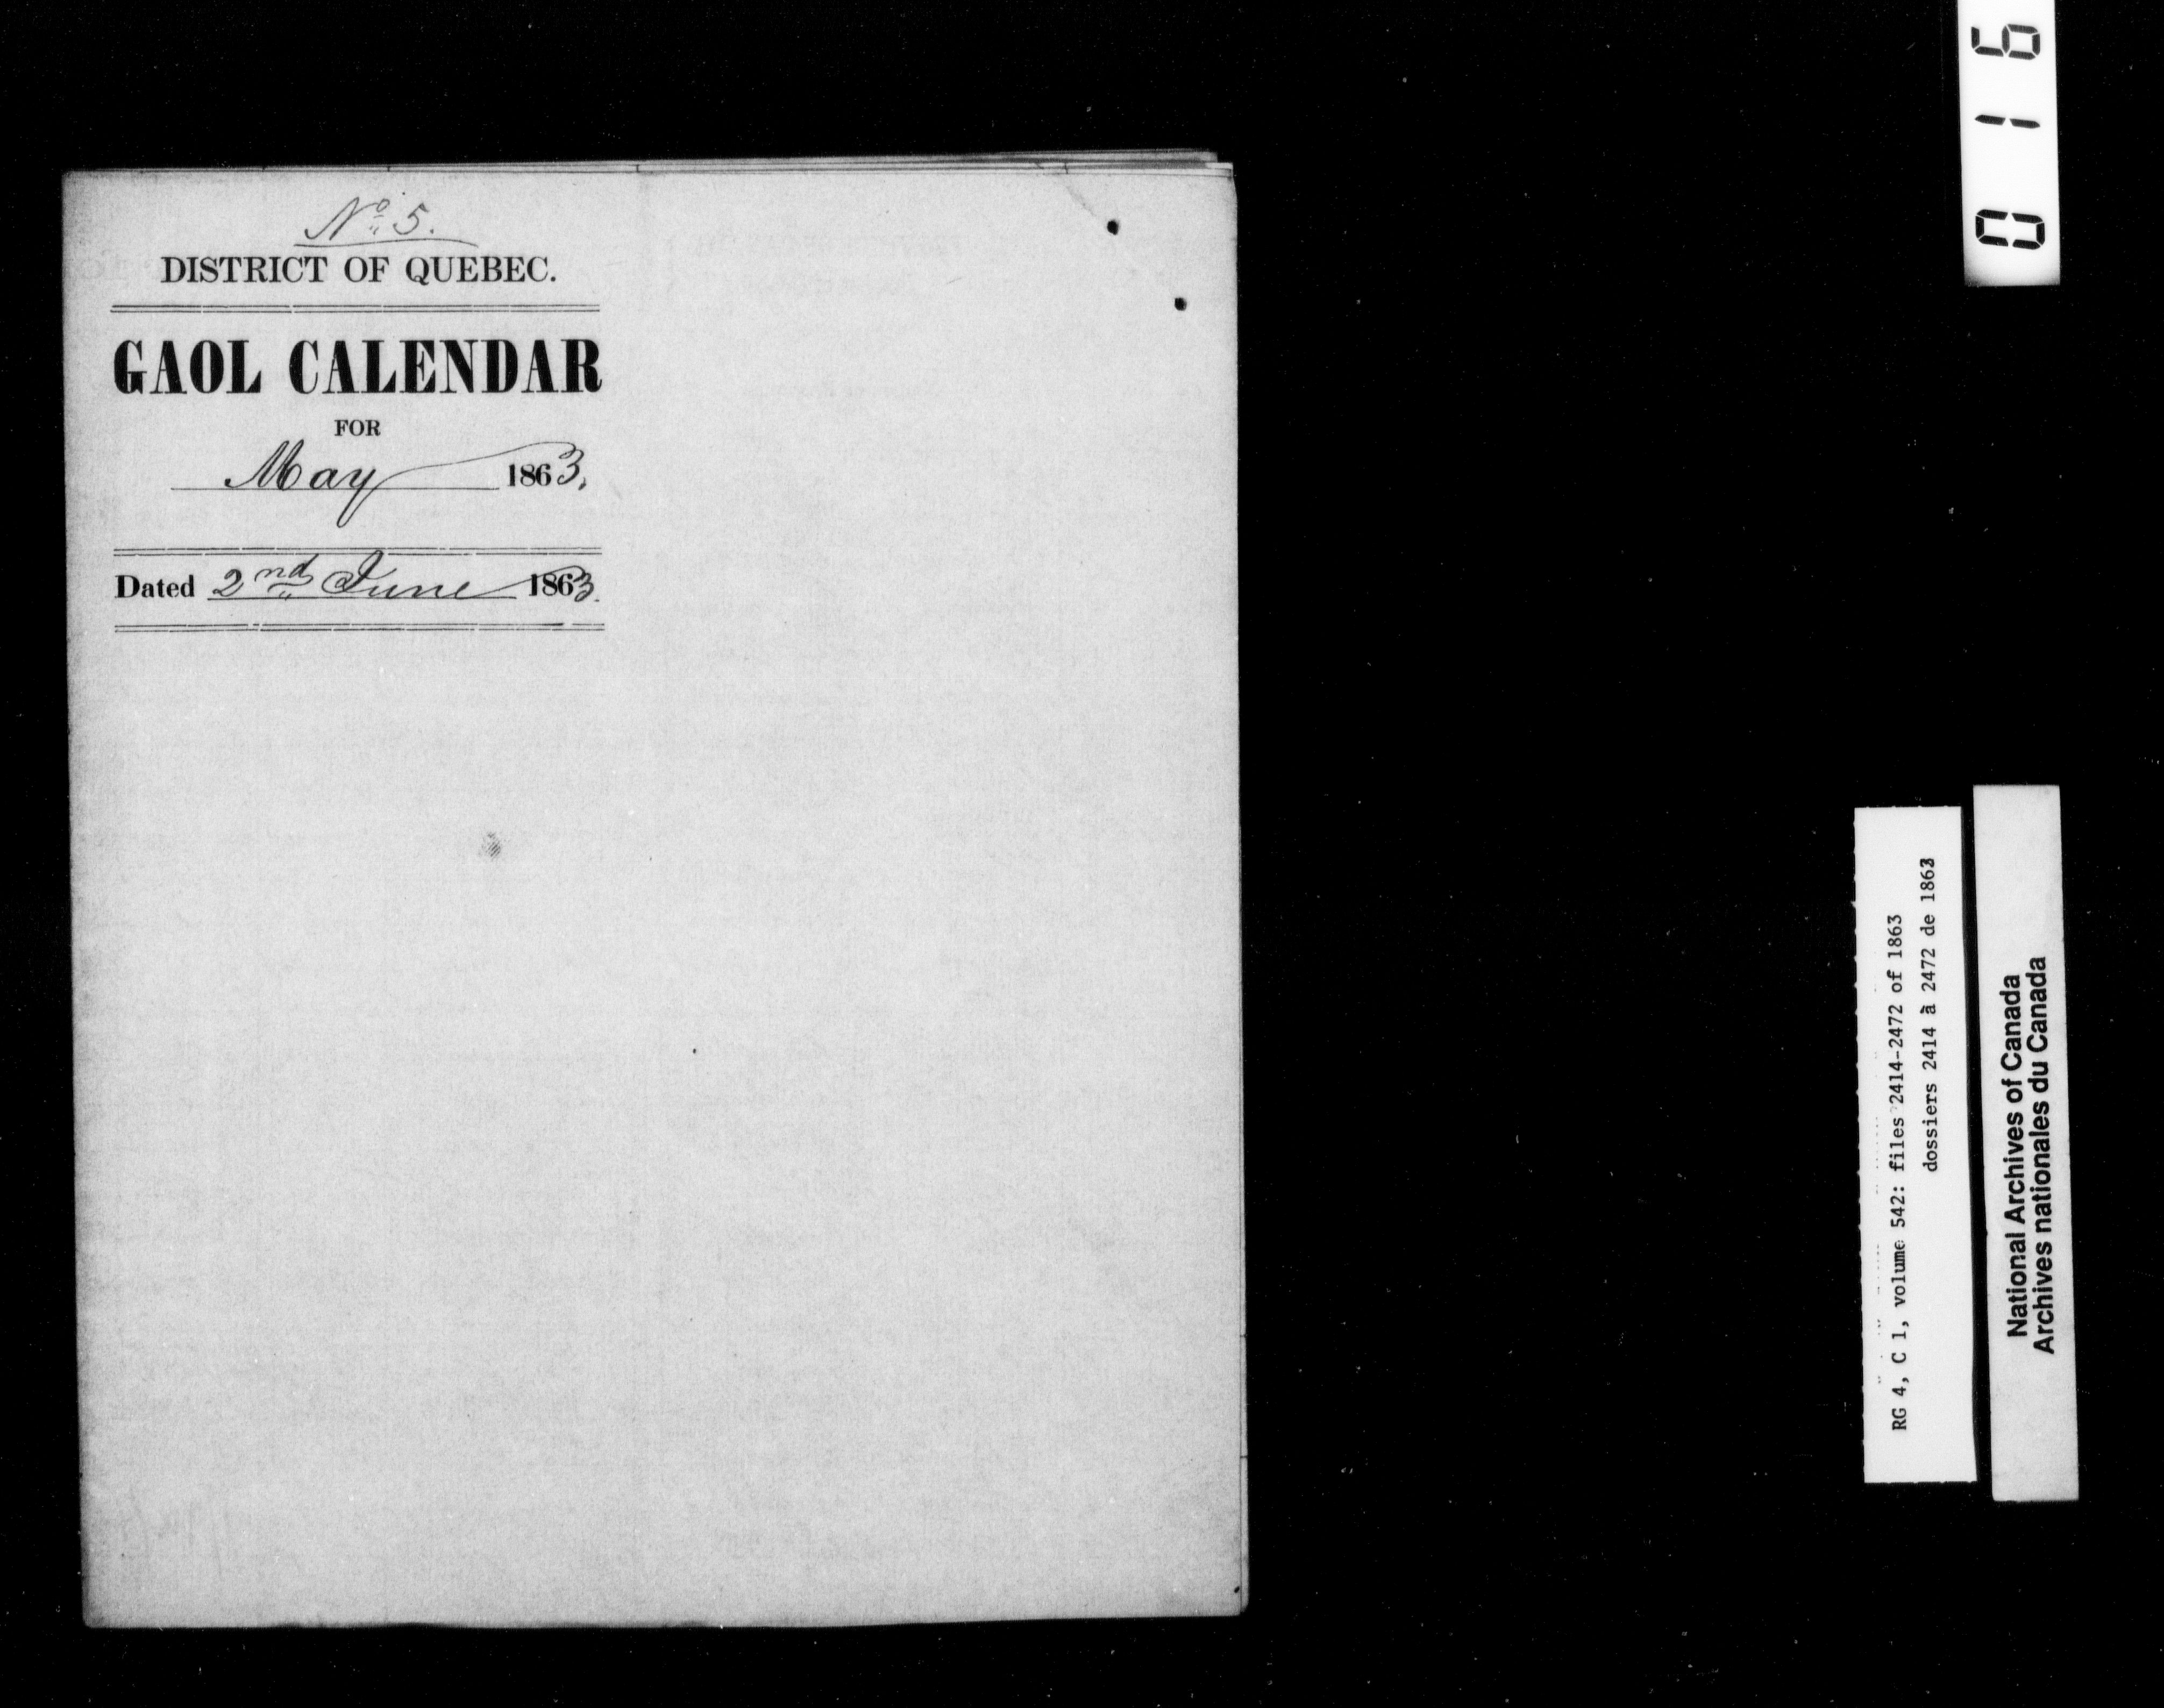 No. 5.
DISTRICT OF QUEBEC.
GAOL CALENDAR
FOR
May 1863.
Dated 2nd June 1863.
016
RG 4, C 1, volume 542: files 2414-2472 of 1863
dossiers 2414 à 2472 de 1863
National Archives of Canada
Archives nationales du Canada